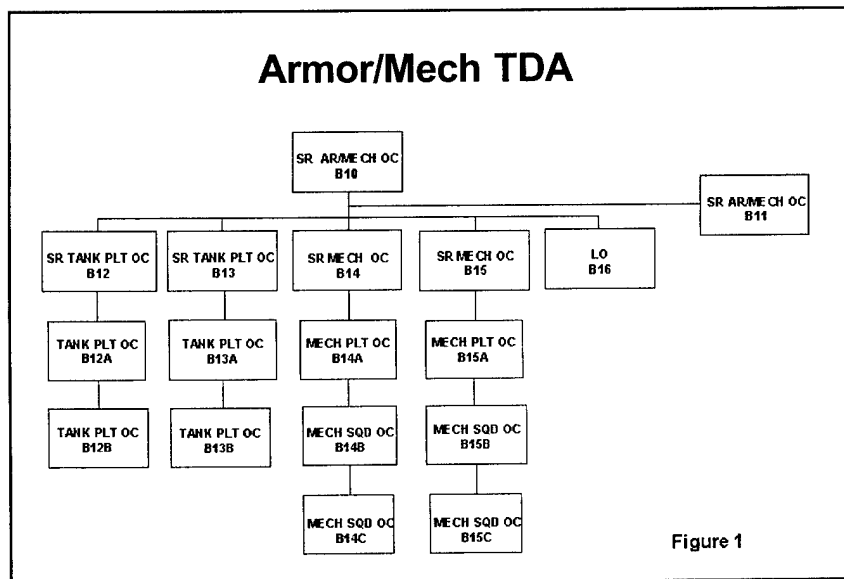 Armor/Mech TDA
SR AR/MECH OC
B10
SR AR/MECH OC
B11
SR TANK PLT OC
B12
SR TANK PLT OC
B13
SR MECH OC
B14
SR MECH OC
B15
LO
B16
TANK PLT OC
B12A
TANK PLT OC
B13A
MECH PLT OC
B14A
MECH PLT OC
B15A
TANK PLT OC
B12B
TANK PLT OC
B13B
MECH SQD OC
B14B
MECH SQD OC
B15B
MECH SQD OC
B14C
MECH SQD OC
B15C
Figure 1